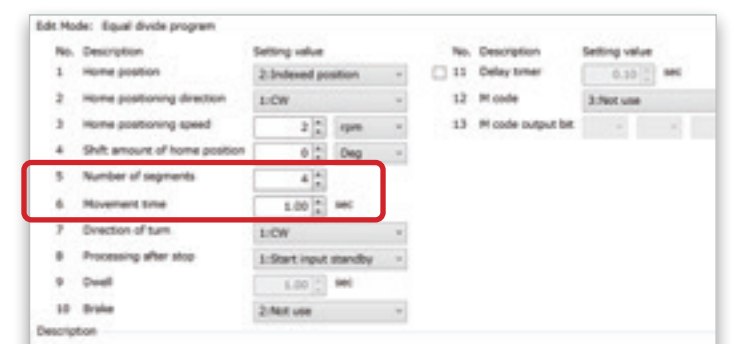 Edit Mode: Equal divide program
No. Description Setting value
1 Home position 2:Indexed position
2 Home positioning direction 1:CW
3 Home positioning speed 2 rpm
4 Shift amount of home position 0 Deg
5 Number of segments 4
6 Movement time 1.00 sec
7 Direction of turn 1:CW
8 Processing after stop 1:Start input standby
9 Dwell 1.00 sec
10 Brake 2:Not use
Description
No. Description Setting value
11 Delay timer 0.10 sec
12 M code 3:Not use
13 M code output bit - -